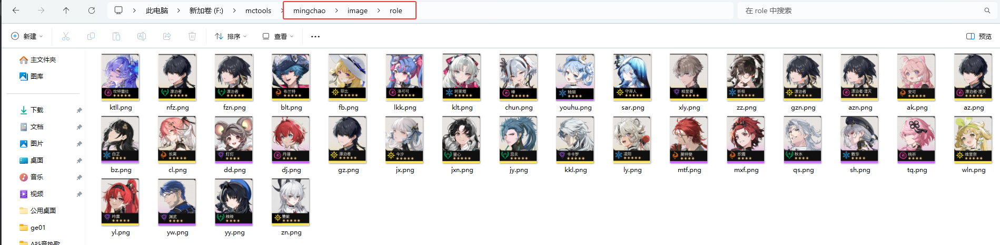 此电脑 > 新加卷 (F:) > mctools > mingchao > image > role
在 role 中搜索
新建
排序
查看
...
预览
主文件夹
图库
下载
文档
图片
桌面
音乐
视频
公用桌面
ge01
A抖音热歌
坎特蕾拉
漂泊者
漂泊者
布兰特
菲比
洛可可
珂莱塔
椿
釉瑚
守岸人
相里要
折枝
漂泊者
漂泊者·湮灭
安可
漂泊者·湮灭
ktll.png
nfz.png
fzn.png
blt.png
fb.png
lkk.png
klt.png
chun.png
youhu.png
sar.png
xly.png
zz.png
gzn.png
azn.png
ak.png
az.png
白芷
长离
灯灯
丹瑾
漂泊者
今汐
鉴心
忌炎
卡卡罗
凌阳
莫特斐
炽霞
秋水
散华
桃祈
维里奈
bz.png
cl.png
dd.png
dj.png
gz.png
jx.png
jxn.png
jy.png
kkl.png
ly.png
mtf.png
mxf.png
qs.png
sh.png
tq.png
wln.png
吟霖
渊武
秧秧
赞妮
yl.png
yw.png
yy.png
zn.png